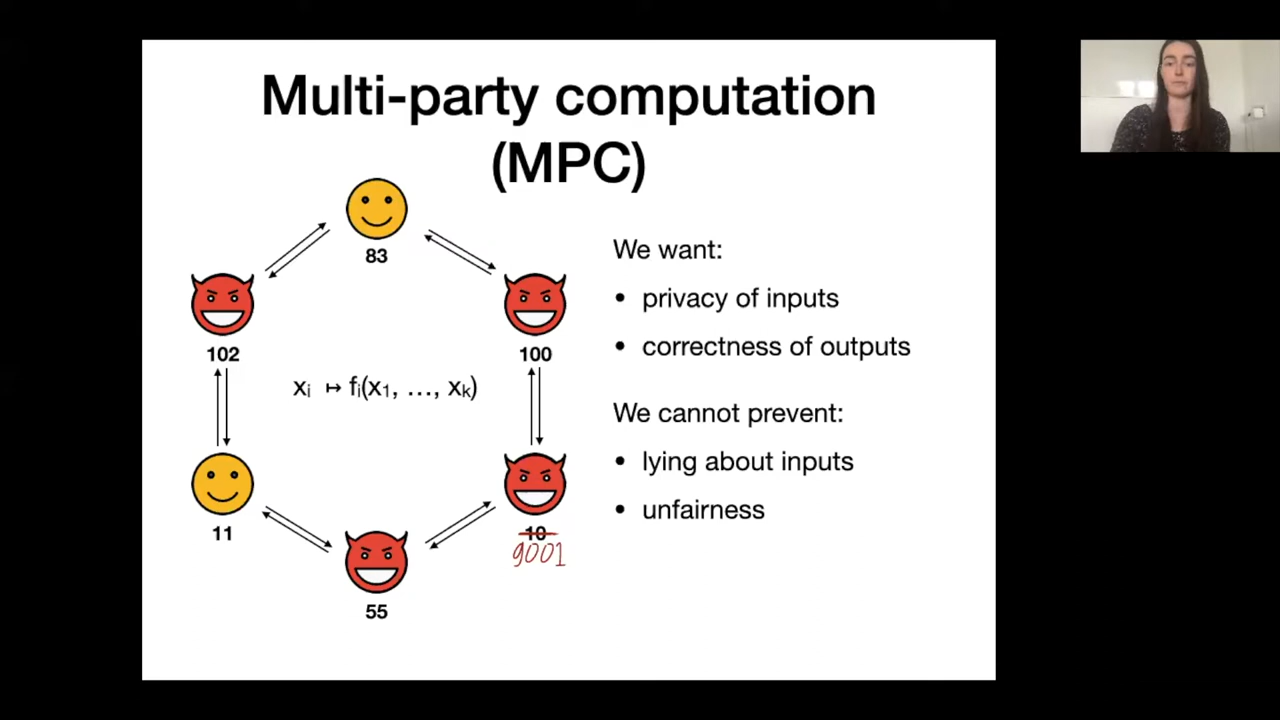 Multi-party computation
(MPC)
83
102
100
xᵢ ↦ fᵢ(x₁, …, xₖ)
11
10
9001
55
We want:
• privacy of inputs
• correctness of outputs
We cannot prevent:
• lying about inputs
• unfairness